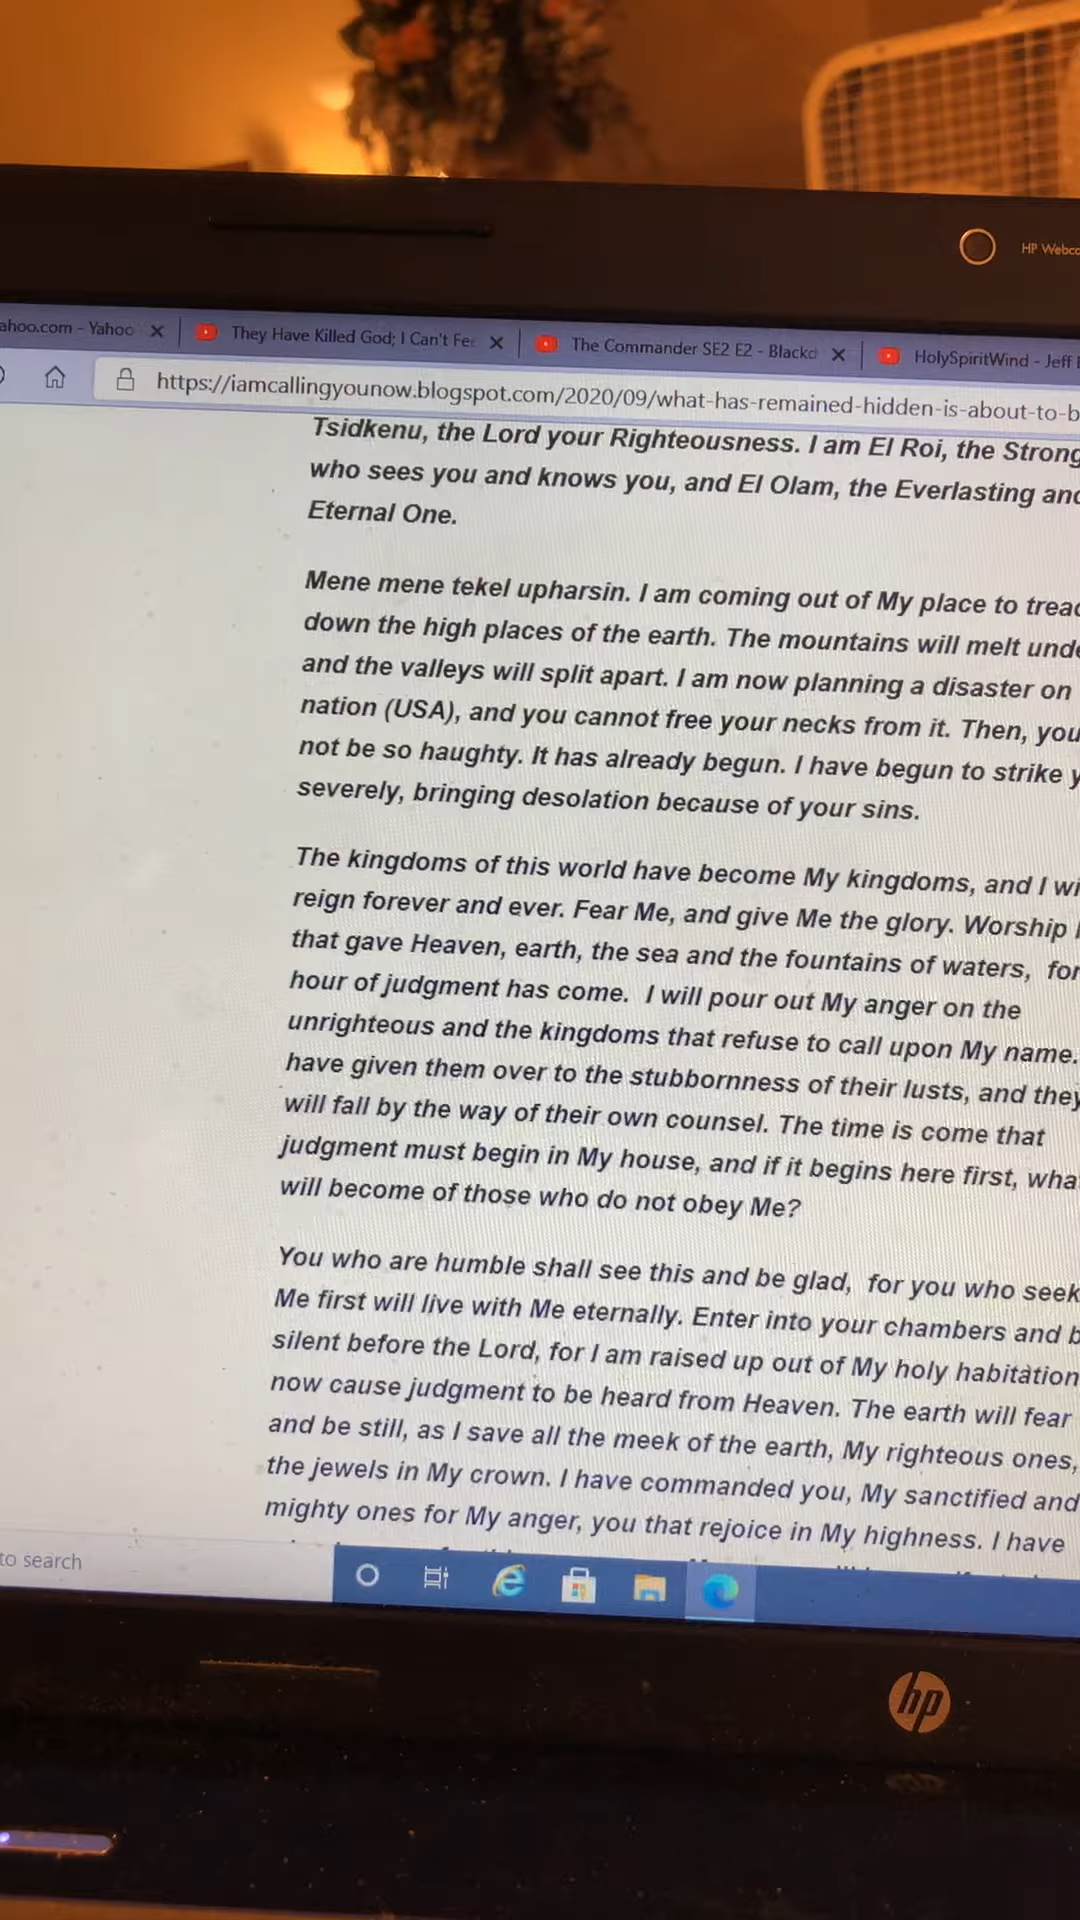 HP Webc
ahoo.com - Yahoo
They Have Killed God; I Can't Fe
The Commander SE2 E2 - Blackd
HolySpiritWind - Jeff
https://iamcallingyounow.blogspot.com/2020/09/what-has-remained-hidden-is-about-to-b
Tsidkenu, the Lord your Righteousness. I am El Roi, the Strong
who sees you and knows you, and El Olam, the Everlasting and
Eternal One.
Mene mene tekel upharsin. I am coming out of My place to tread
down the high places of the earth. The mountains will melt unde
and the valleys will split apart. I am now planning a disaster on
nation (USA), and you cannot free your necks from it. Then, you
not be so haughty. It has already begun. I have begun to strike y
severely, bringing desolation because of your sins.
The kingdoms of this world have become My kingdoms, and I wi
reign forever and ever. Fear Me, and give Me the glory. Worship
that gave Heaven, earth, the sea and the fountains of waters,  for
hour of judgment has come.  I will pour out My anger on the
unrighteous and the kingdoms that refuse to call upon My name.
have given them over to the stubbornness of their lusts, and they
will fall by the way of their own counsel. The time is come that
judgment must begin in My house, and if it begins here first, wha
will become of those who do not obey Me?
You who are humble shall see this and be glad,  for you who seek
Me first will live with Me eternally. Enter into your chambers and b
silent before the Lord, for I am raised up out of My holy habitation
now cause judgment to be heard from Heaven. The earth will fear
and be still, as I save all the meek of the earth, My righteous ones,
the jewels in My crown. I have commanded you, My sanctified and
mighty ones for My anger, you that rejoice in My highness. I have
to search
hp